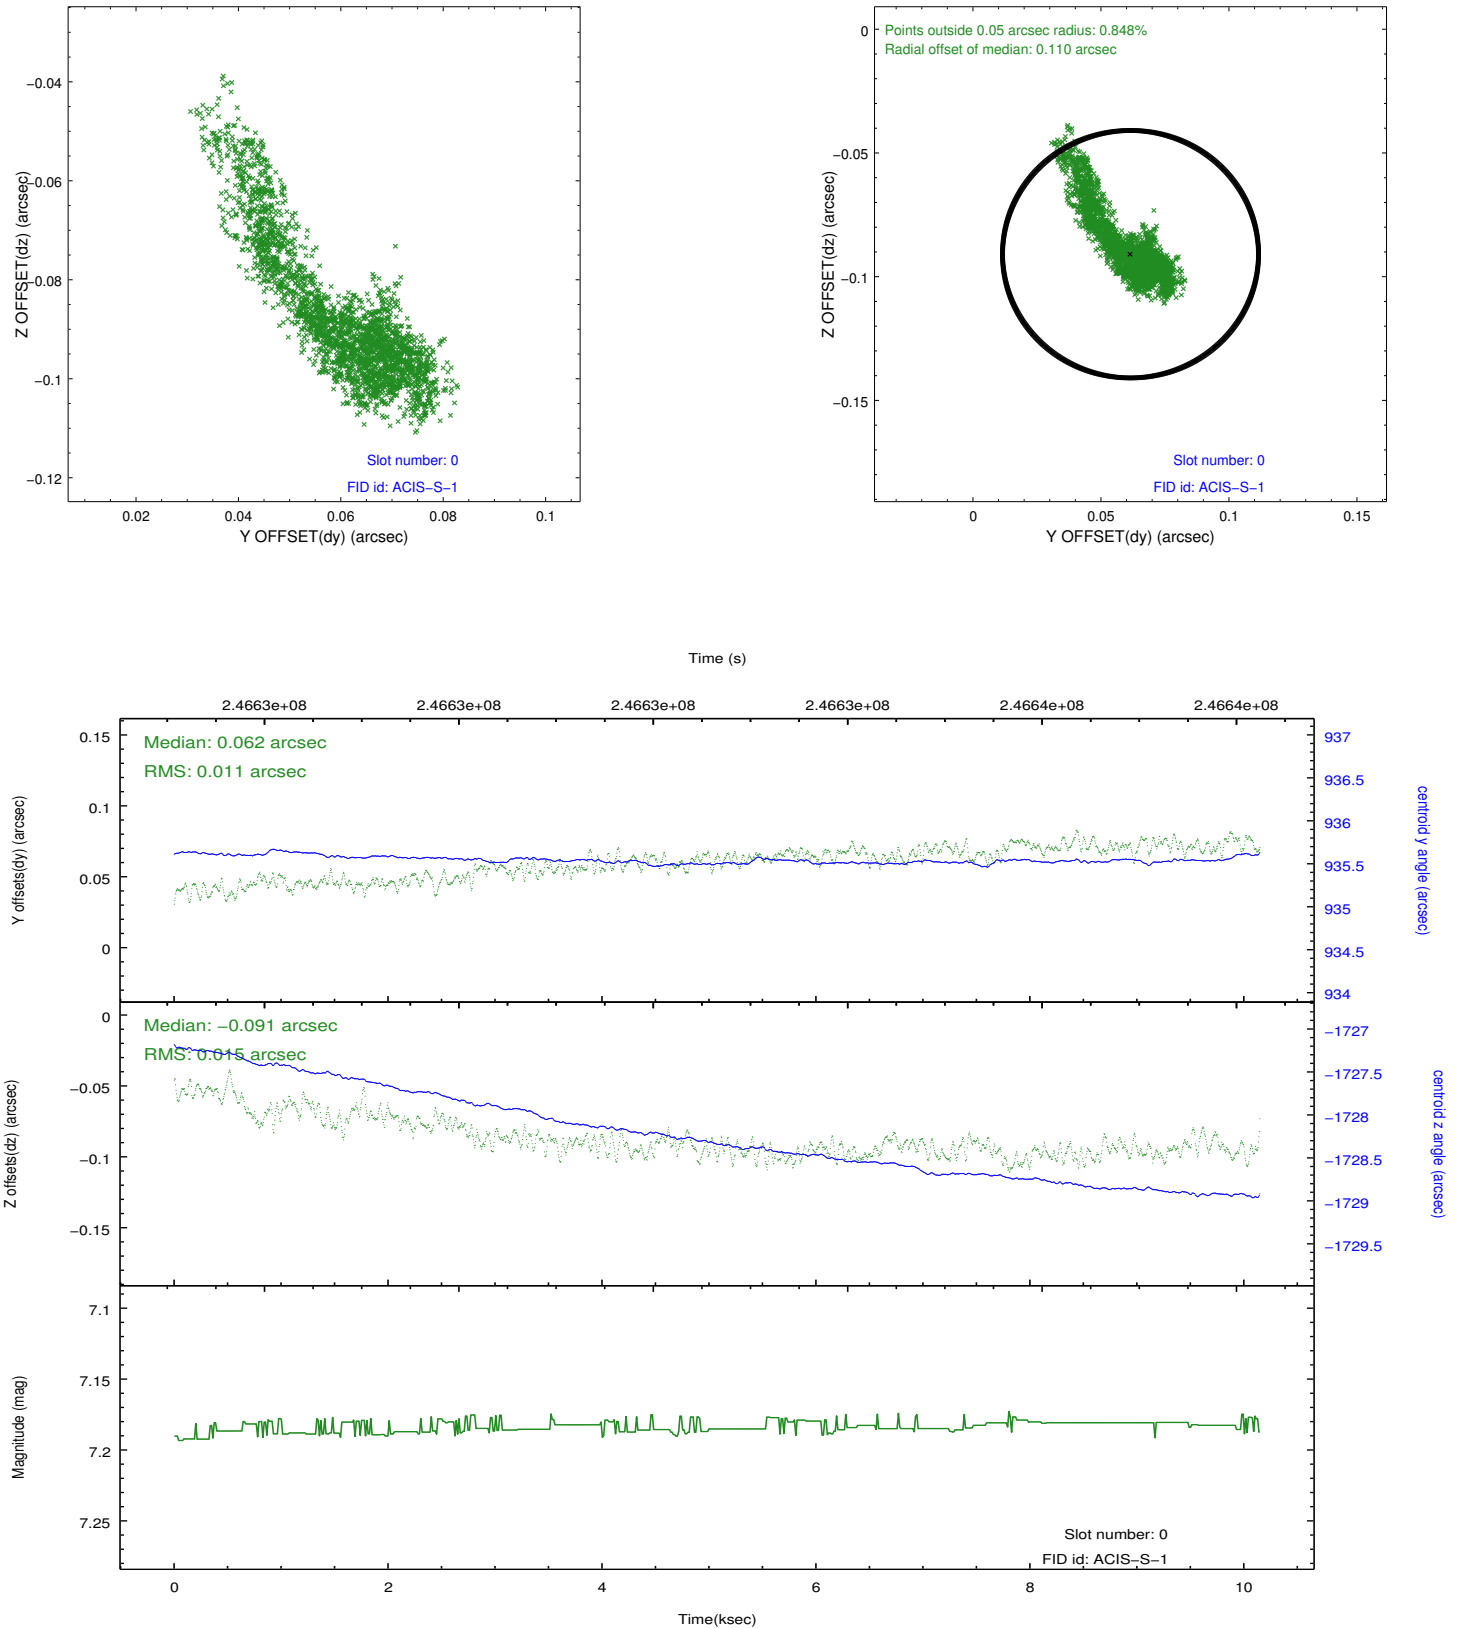 −0.04
−0.06
−0.08
−0.1
−0.12
Z OFFSET(dz) (arcsec)
Slot number: 0
FID id: ACIS−S−1
0.02 0.04 0.06 0.08 0.1
Y OFFSET(dy) (arcsec)
Points outside 0.05 arcsec radius: 0.848%
Radial offset of median: 0.110 arcsec
0
−0.05
−0.1
−0.15
Z OFFSET(dz) (arcsec)
Slot number: 0
FID id: ACIS−S−1
0 0.05 0.1 0.15
Y OFFSET(dy) (arcsec)
Time (s)
2.4663e+08 2.4663e+08 2.4663e+08 2.4663e+08 2.4664e+08 2.4664e+08
Median: 0.062 arcsec
RMS: 0.011 arcsec
0.15
0.1
0.05
0
Y offsets(dy) (arcsec)
937
936.5
936
935.5
935
934.5
934
centroid y angle (arcsec)
Median: −0.091 arcsec
RMS: 0.015 arcsec
0
−0.05
−0.1
−0.15
Z offsets(dz) (arcsec)
−1727
−1727.5
−1728
−1728.5
−1729
−1729.5
centroid z angle (arcsec)
7.1
7.15
7.2
7.25
Magnitude (mag)
Slot number: 0
FID id: ACIS−S−1
0 2 4 6 8 10
Time(ksec)